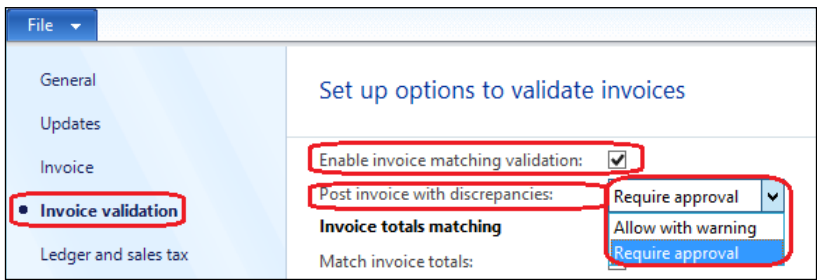 File
General
Updates
Invoice
Invoice validation
Ledger and sales tax
Set up options to validate invoices
Enable invoice matching validation:
Post invoice with discrepancies: Require approval
Allow with warning
Require approval
Invoice totals matching
Match invoice totals: